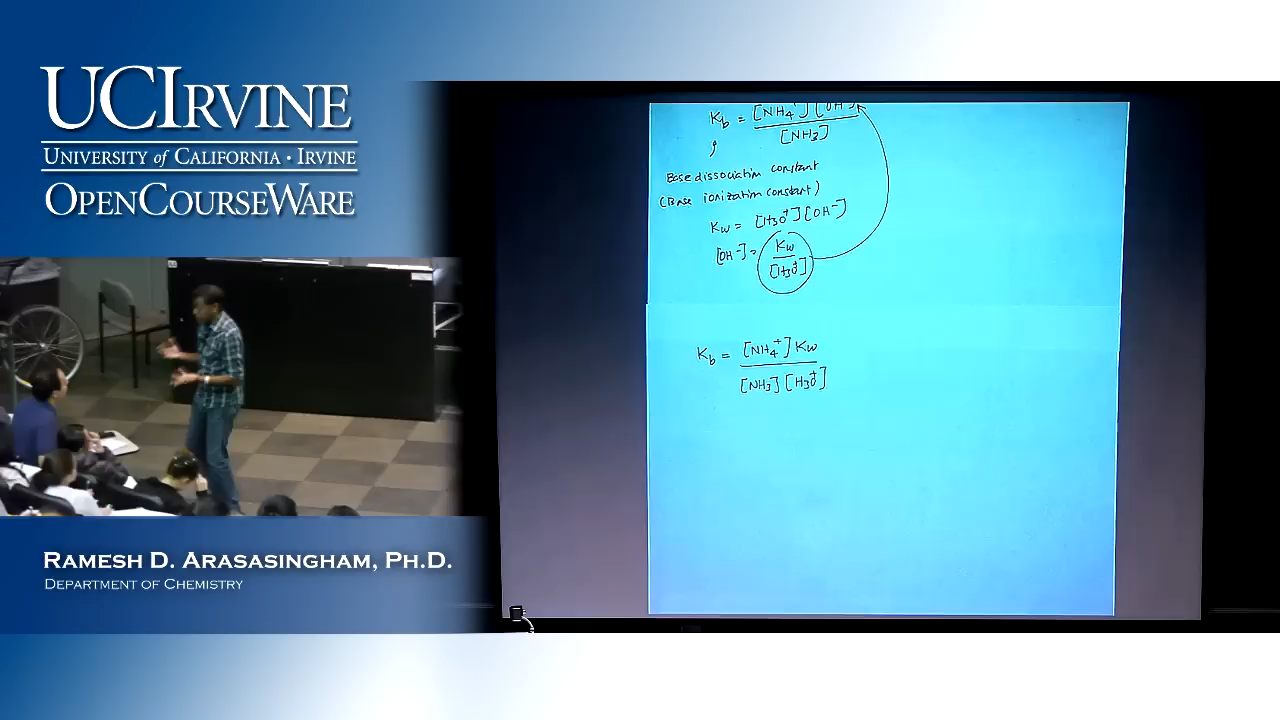 UCIRVINE
UNIVERSITY of CALIFORNIA · IRVINE
OPENCOURSEWARE
RAMESH D. ARASASINGHAM, PH.D.
DEPARTMENT OF CHEMISTRY
Kb = [NH4+][OH-]
[NH3]
Base dissociation constant
(Base ionization constant)
Kw = [H3O+][OH-]
[OH-] = Kw
[H3O+]
Kb = [NH4+] Kw
[NH3] [H3O+]